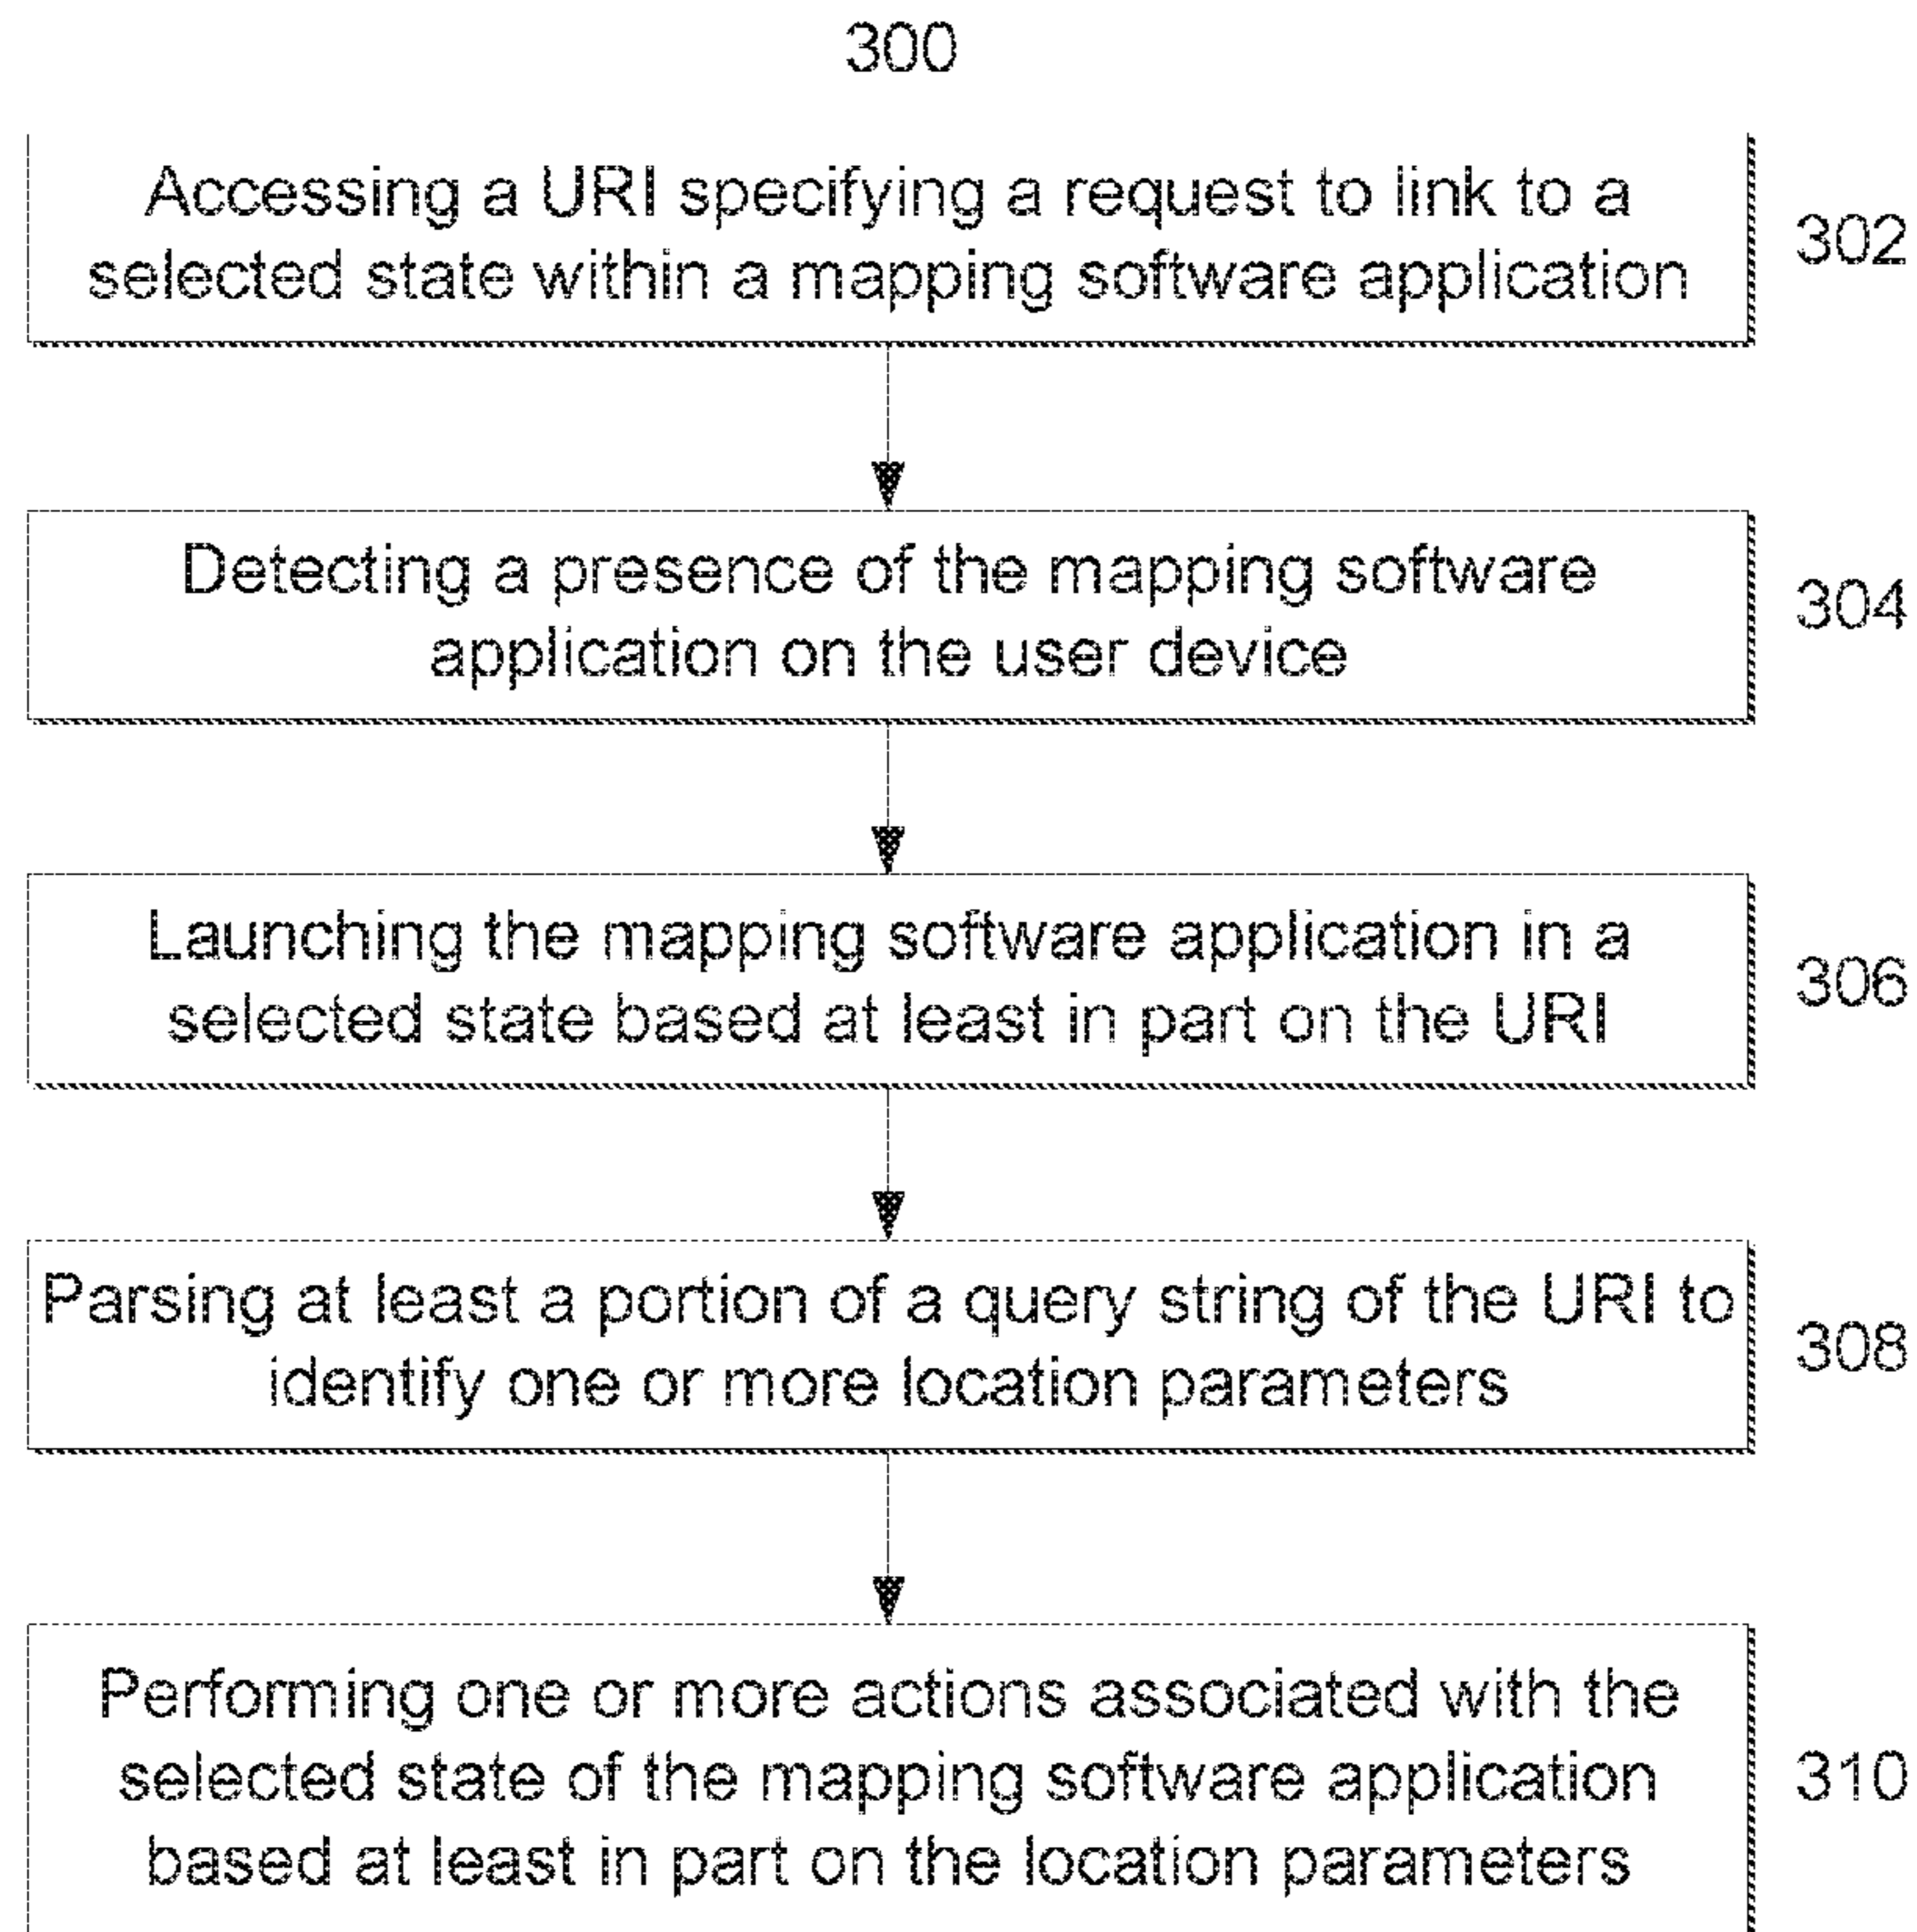 300
Accessing a URI specifying a request to link to a
selected state within a mapping software application
302
Detecting a presence of the mapping software
application on the user device
304
Launching the mapping software application in a
selected state based at least in part on the URI
306
Parsing at least a portion of a query string of the URI to
identify one or more location parameters
308
Performing one or more actions associated with the
selected state of the mapping software application
based at least in part on the location parameters
310